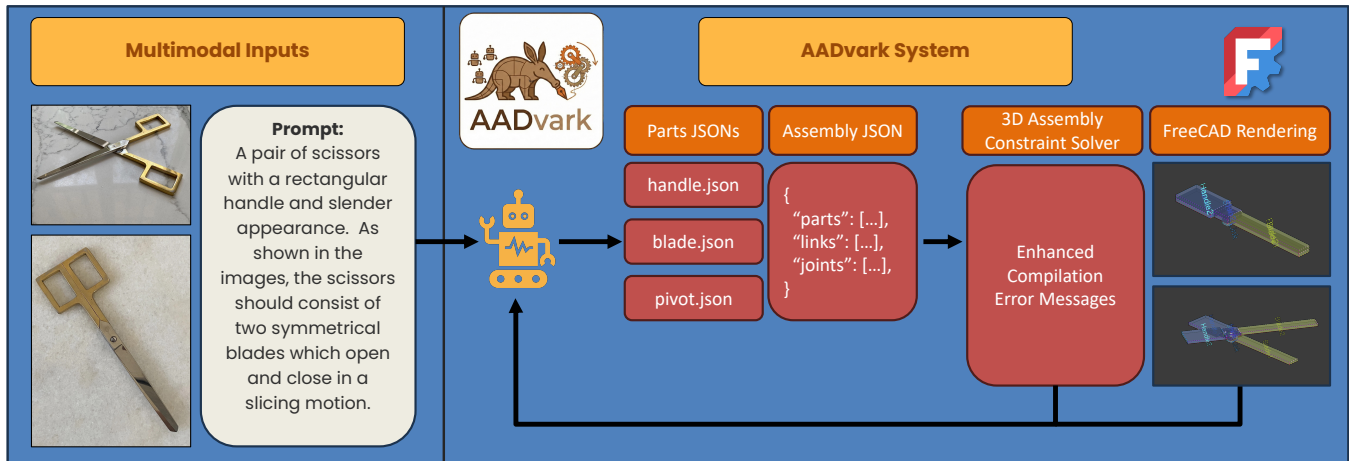 Multimodal Inputs
Prompt:
A pair of scissors
with a rectangular
handle and slender
appearance. As
shown in the
images, the scissors
should consist of
two symmetrical
blades which open
and close in a
slicing motion.
AADvark
AADvark System
Parts JSONs
handle.json
blade.json
pivot.json
Assembly JSON
{
"parts": […],
"links": […],
"joints": […],
}
3D Assembly
Constraint Solver
Enhanced
Compilation
Error Messages
F
FreeCAD Rendering
Handle2
Handle2